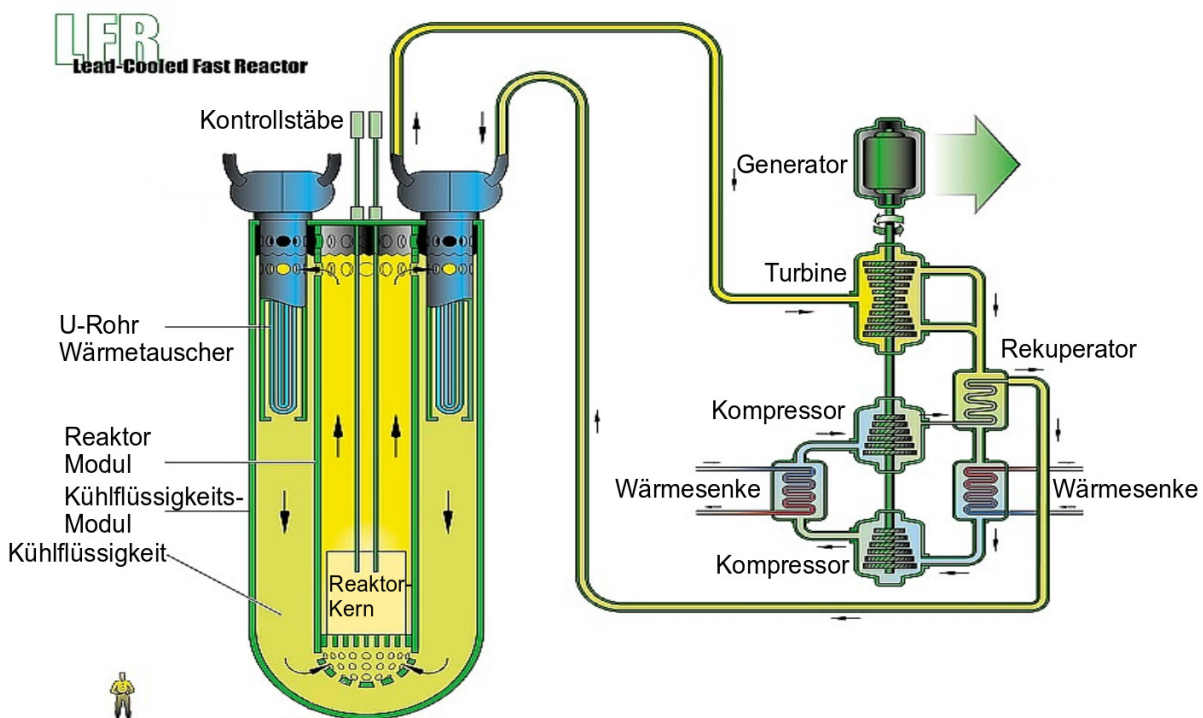 LFR
Lead-Cooled Fast Reactor
Kontrollstäbe
Generator
Turbine
U-Rohr
Wärmetauscher
Rekuperator
Kompressor
Reaktor
Modul
Wärmesenke
Wärmesenke
Kühlflüssigkeits-
Modul
Kühlflüssigkeit
Kompressor
Reaktor-
Kern